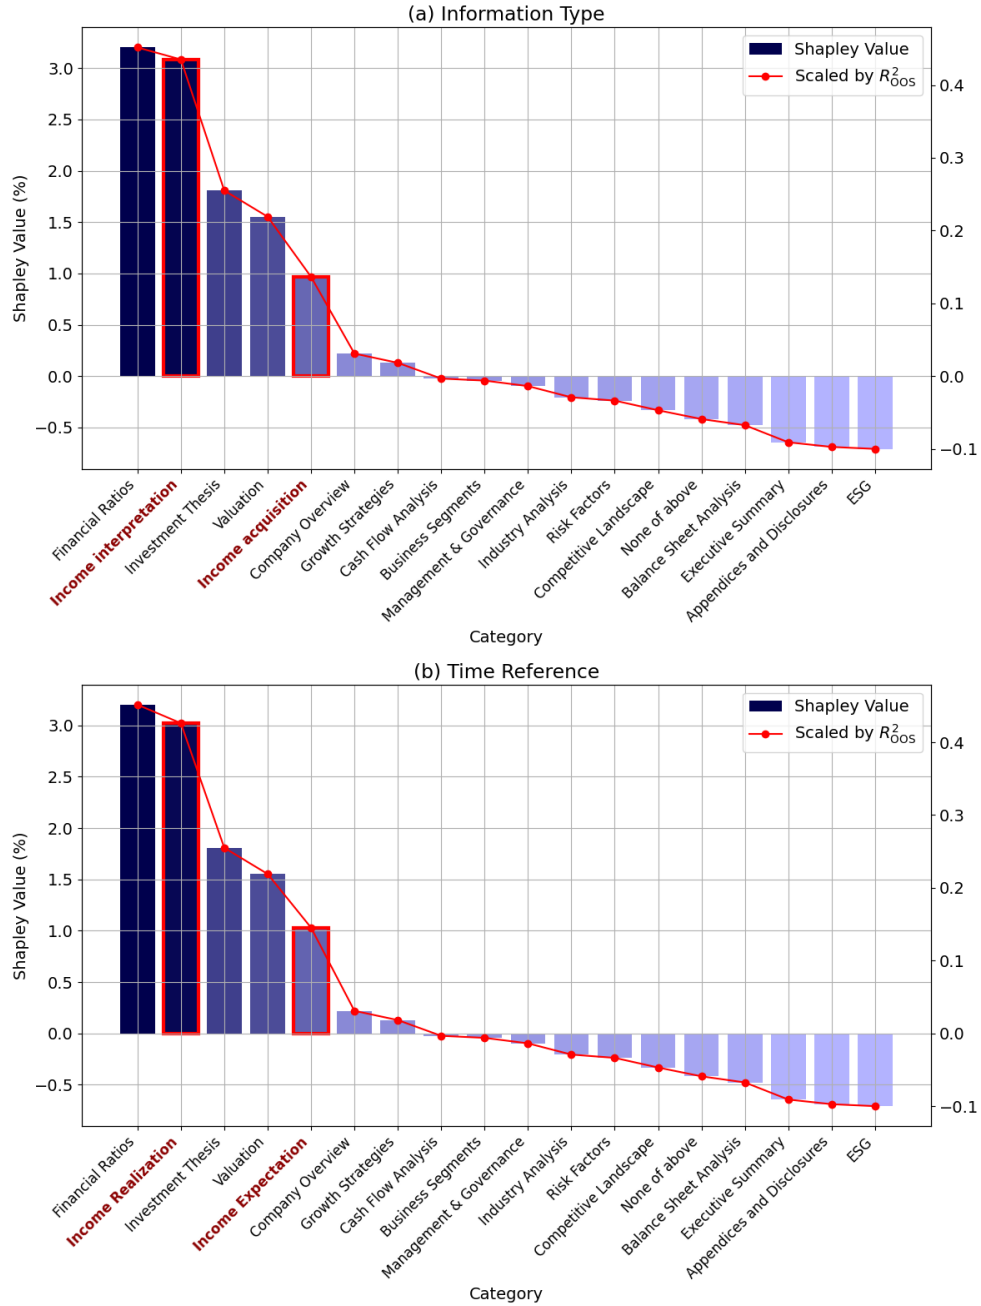 (a) Information Type
Shapley Value
Scaled by R²OOS
3.0
2.5
2.0
1.5
1.0
0.5
0.0
−0.5
Shapley Value (%)
0.4
0.3
0.2
0.1
0.0
−0.1
Financial Ratios
Income interpretation
Investment Thesis
Valuation
Income acquisition
Company Overview
Growth Strategies
Cash Flow Analysis
Business Segments
Management & Governance
Industry Analysis
Risk Factors
Competitive Landscape
None of above
Balance Sheet Analysis
Executive Summary
Appendices and Disclosures
ESG
Category
(b) Time Reference
Shapley Value
Scaled by R²OOS
3.0
2.5
2.0
1.5
1.0
0.5
0.0
−0.5
Shapley Value (%)
0.4
0.3
0.2
0.1
0.0
−0.1
Financial Ratios
Income Realization
Investment Thesis
Valuation
Income Expectation
Company Overview
Growth Strategies
Cash Flow Analysis
Business Segments
Management & Governance
Industry Analysis
Risk Factors
Competitive Landscape
None of above
Balance Sheet Analysis
Executive Summary
Appendices and Disclosures
ESG
Category